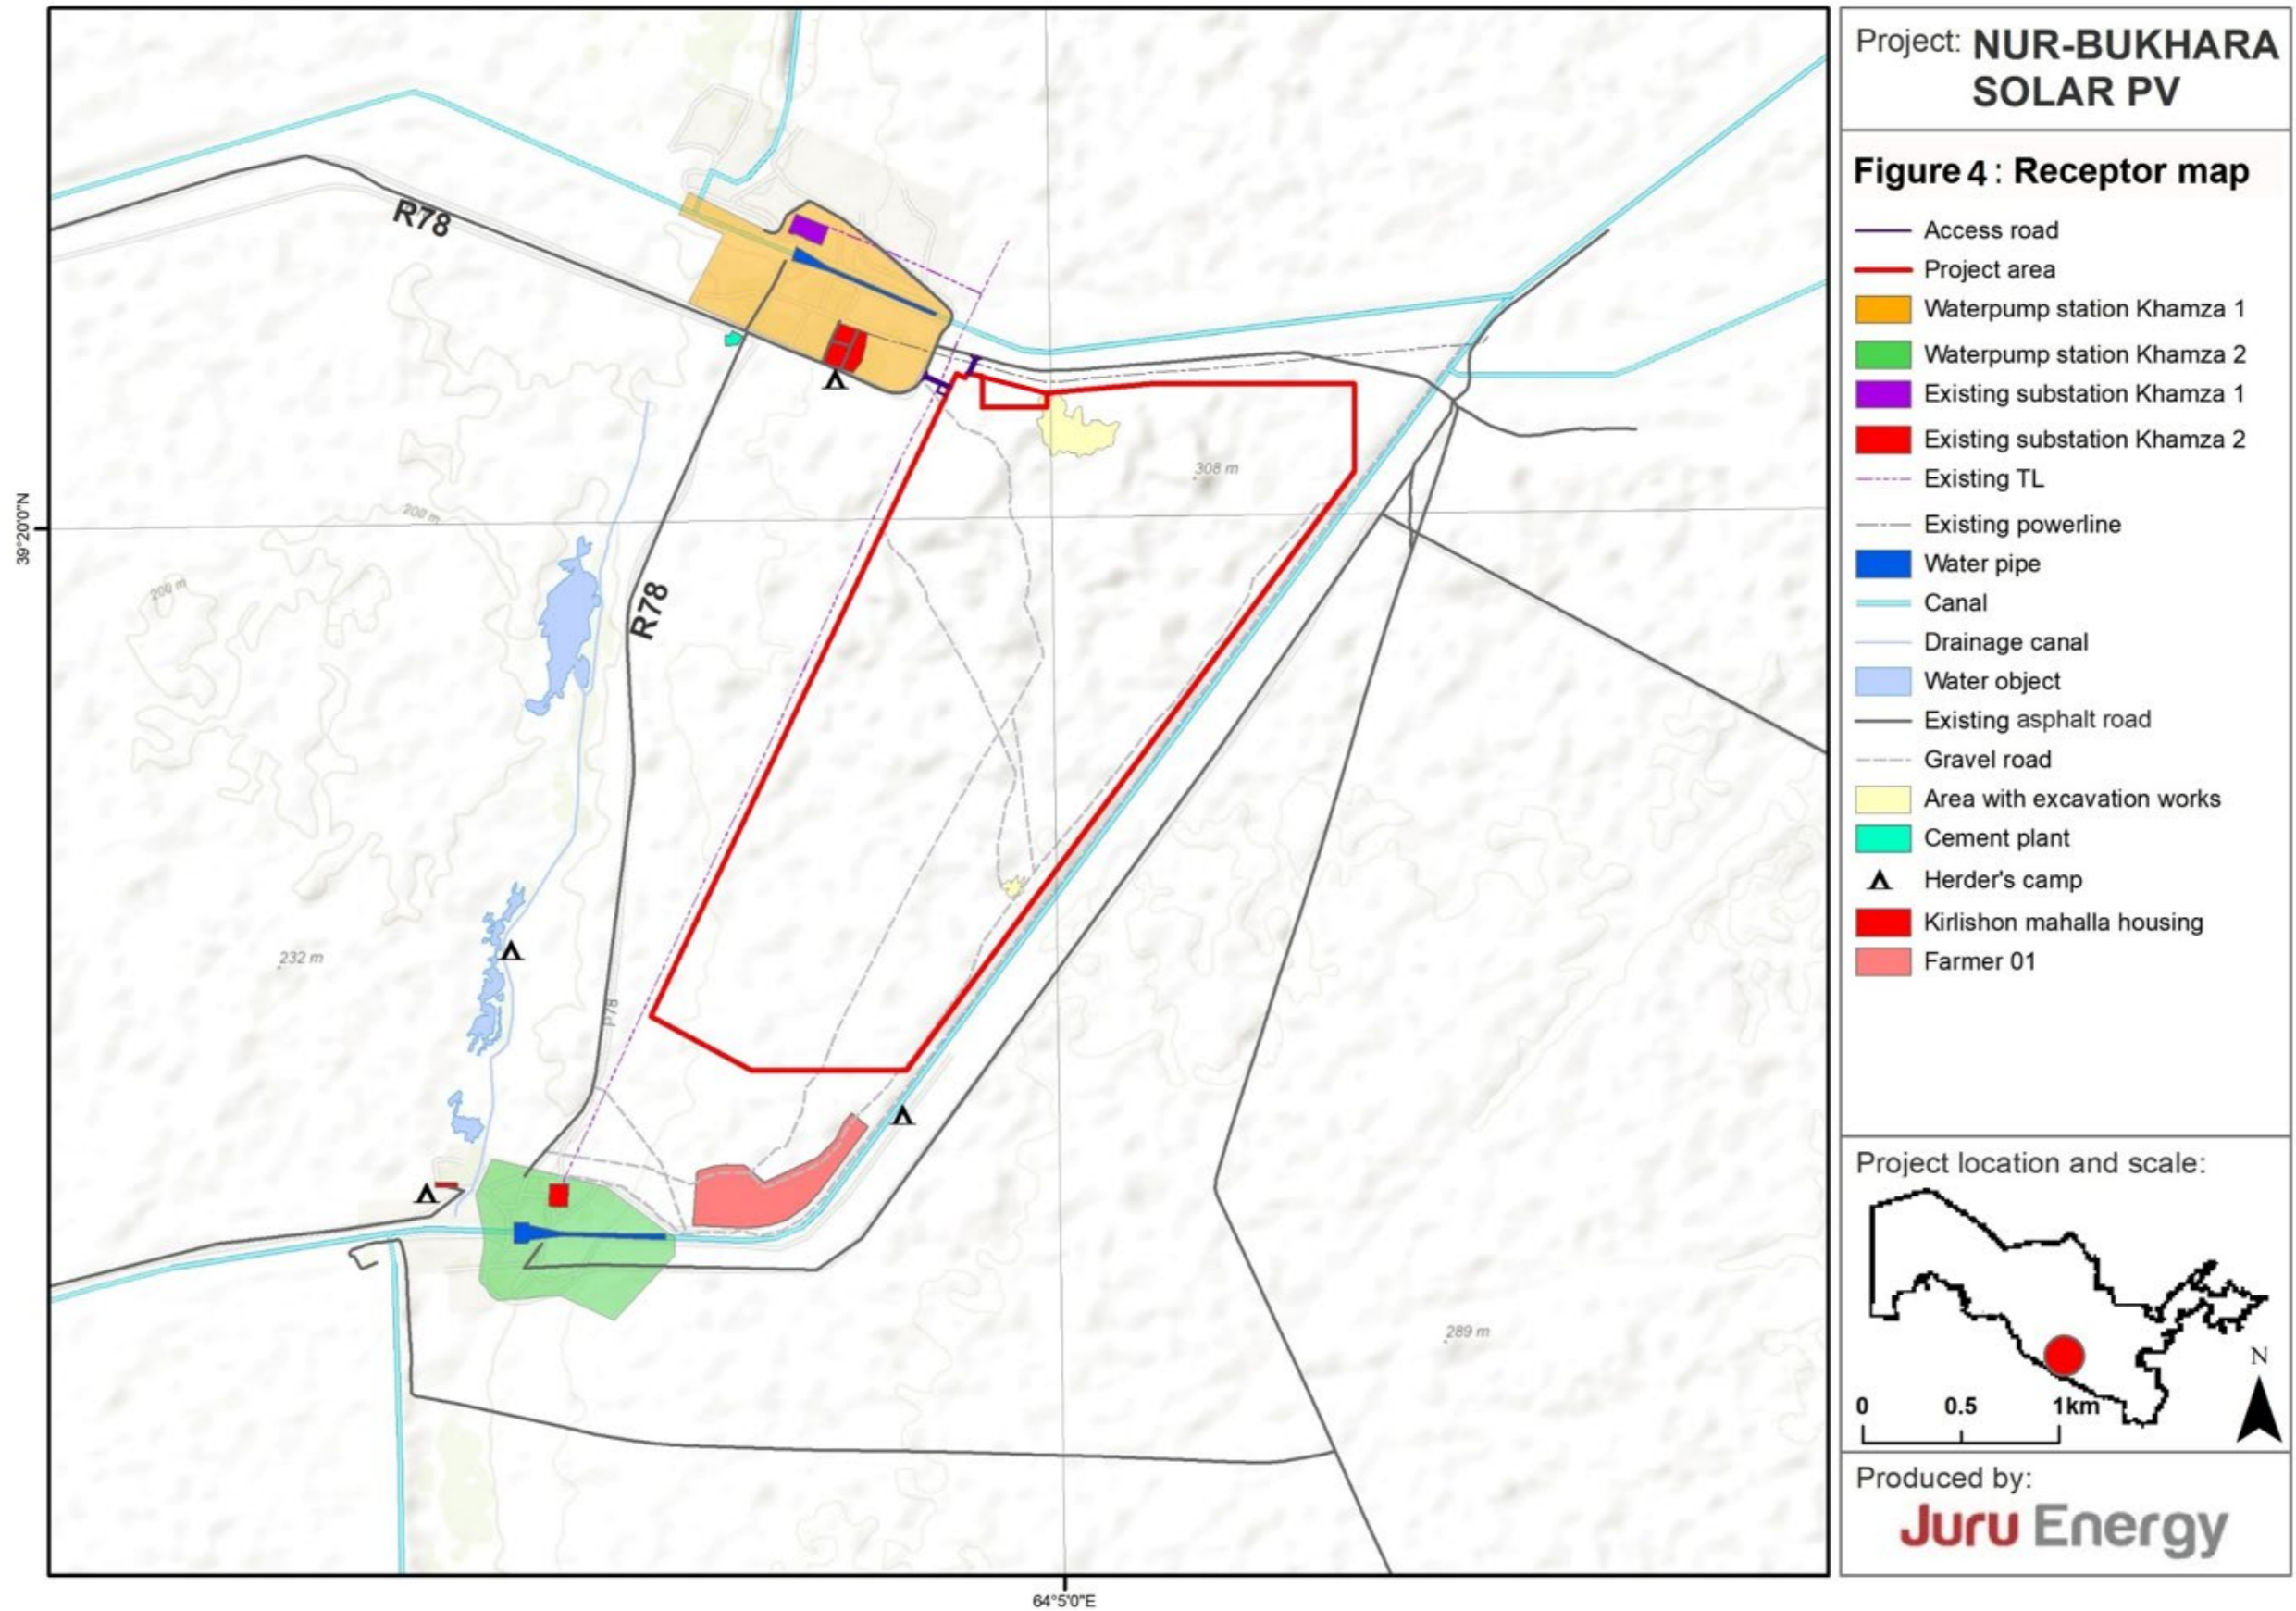 Project: NUR-BUKHARA
SOLAR PV
Figure 4 : Receptor map
Access road
Project area
Waterpump station Khamza 1
Waterpump station Khamza 2
Existing substation Khamza 1
Existing substation Khamza 2
Existing TL
Existing powerline
Water pipe
Canal
Drainage canal
Water object
Existing asphalt road
Gravel road
Area with excavation works
Cement plant
Herder's camp
Kirlishon mahalla housing
Farmer 01
Project location and scale:
N
0 0.5 1km
Produced by:
Juru Energy
R78
308 m
39°20'0"N
200 m
200 m
R78
232 m
P78
289 m
64°5'0"E